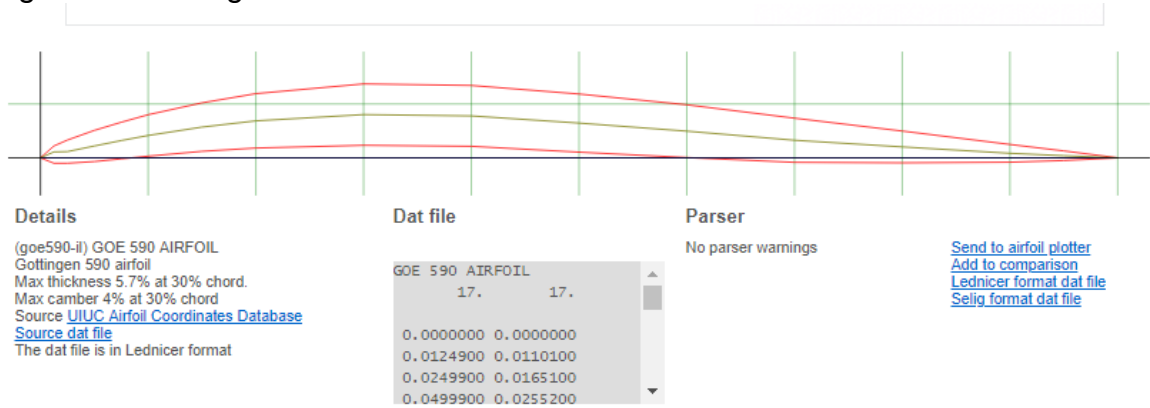 Details
(goe590-il) GOE 590 AIRFOIL
Gottingen 590 airfoil
Max thickness 5.7% at 30% chord.
Max camber 4% at 30% chord
Source UIUC Airfoil Coordinates Database
Source dat file
The dat file is in Lednicer format
Dat file
GOE 590 AIRFOIL
17. 17.
0.0000000 0.0000000
0.0124900 0.0110100
0.0249900 0.0165100
0.0499900 0.0255200
Parser
No parser warnings
Send to airfoil plotter
Add to comparison
Lednicer format dat file
Selig format dat file